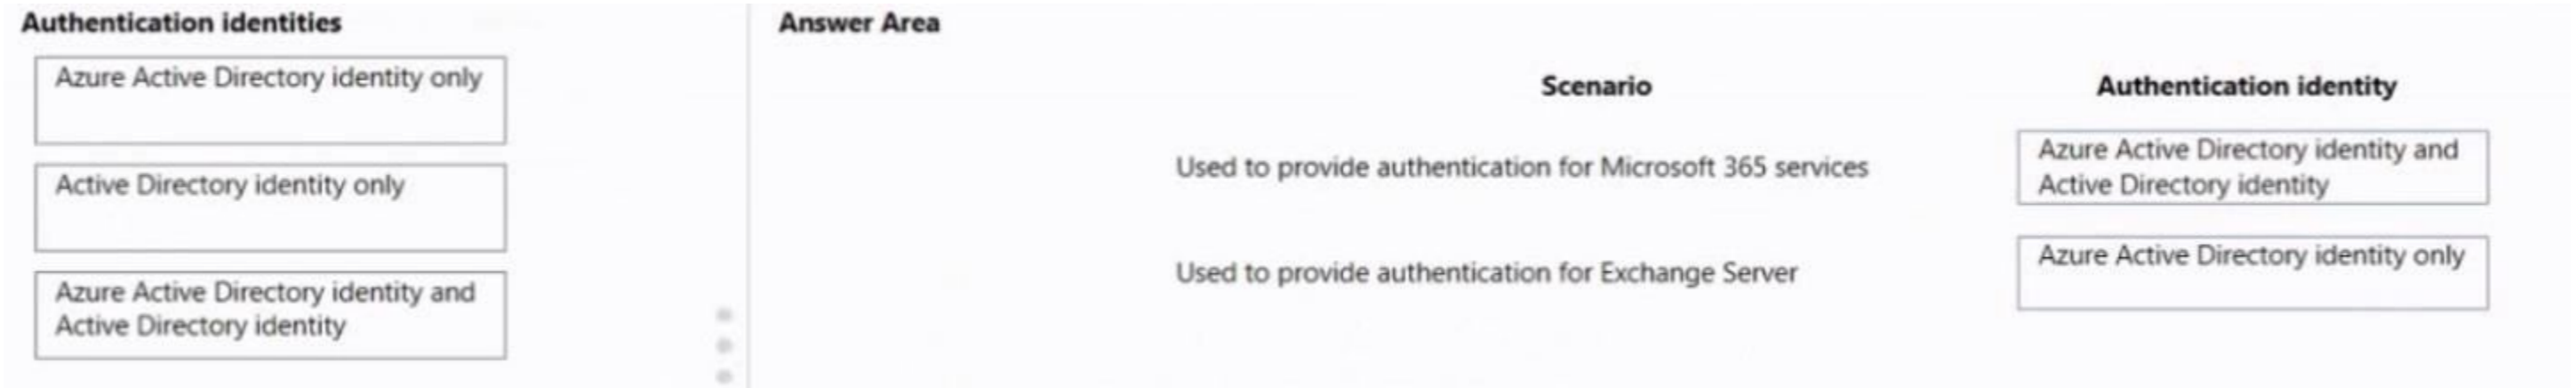 Authentication identities
Azure Active Directory identity only
Active Directory identity only
Azure Active Directory identity and
Active Directory identity
Answer Area
Scenario
Authentication identity
Used to provide authentication for Microsoft 365 services
Azure Active Directory identity and
Active Directory identity
Used to provide authentication for Exchange Server
Azure Active Directory identity only